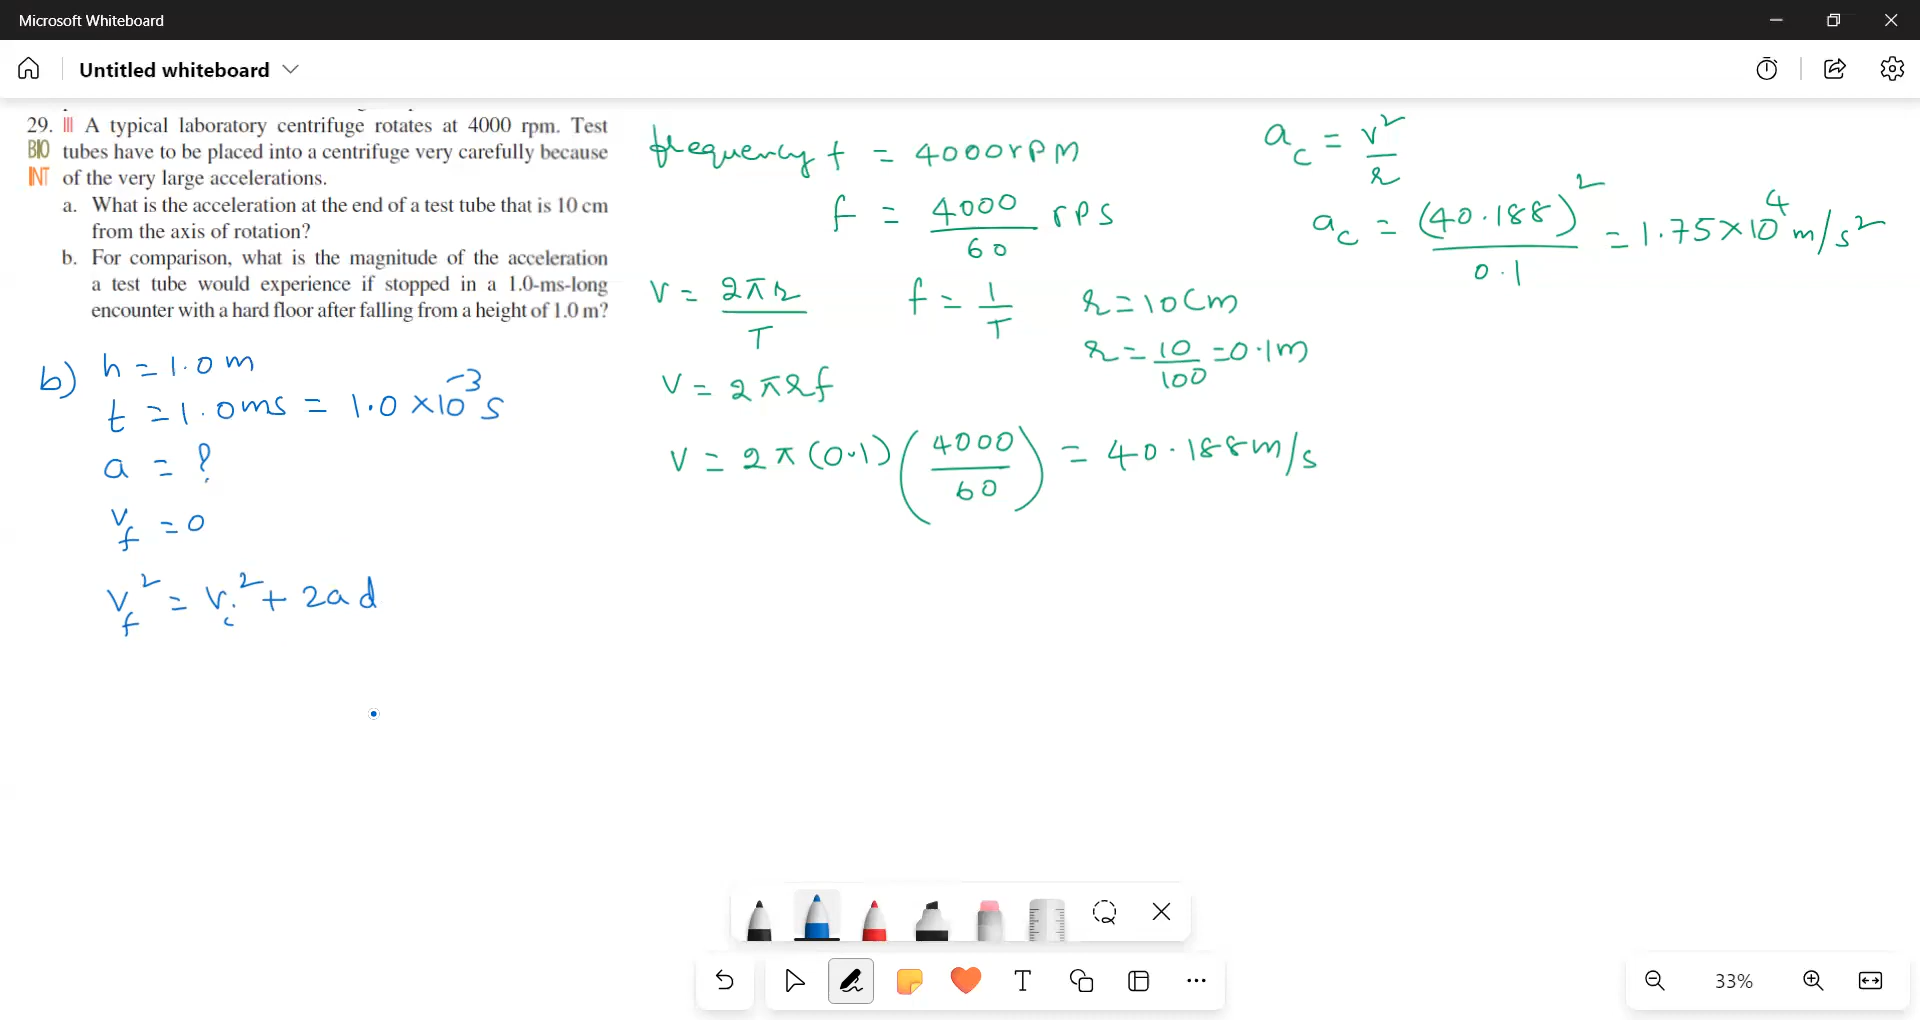 Microsoft Whiteboard
Untitled whiteboard
29. III A typical laboratory centrifuge rotates at 4000 rpm. Test
BIO tubes have to be placed into a centrifuge very carefully because
INT of the very large accelerations.
a. What is the acceleration at the end of a test tube that is 10 cm
from the axis of rotation?
b. For comparison, what is the magnitude of the acceleration
a test tube would experience if stopped in a 1.0-ms-long
encounter with a hard floor after falling from a height of 1.0 m?
b) h = 1.0 m
t = 1.0 ms = 1.0 × 10⁻³ s
a = ?
v_f = 0
v_f² = v_i² + 2ad
frequency f = 4000 rpm
f = 4000/60 rps
v = 2πr/T f = 1/T r = 10 cm
r = 10/100 = 0.1m
v = 2πrf
v = 2π(0.1)(4000/60) = 40.188 m/s
a_c = v²/r
a_c = (40.188)²/0.1 = 1.75×10⁴ m/s²
33%